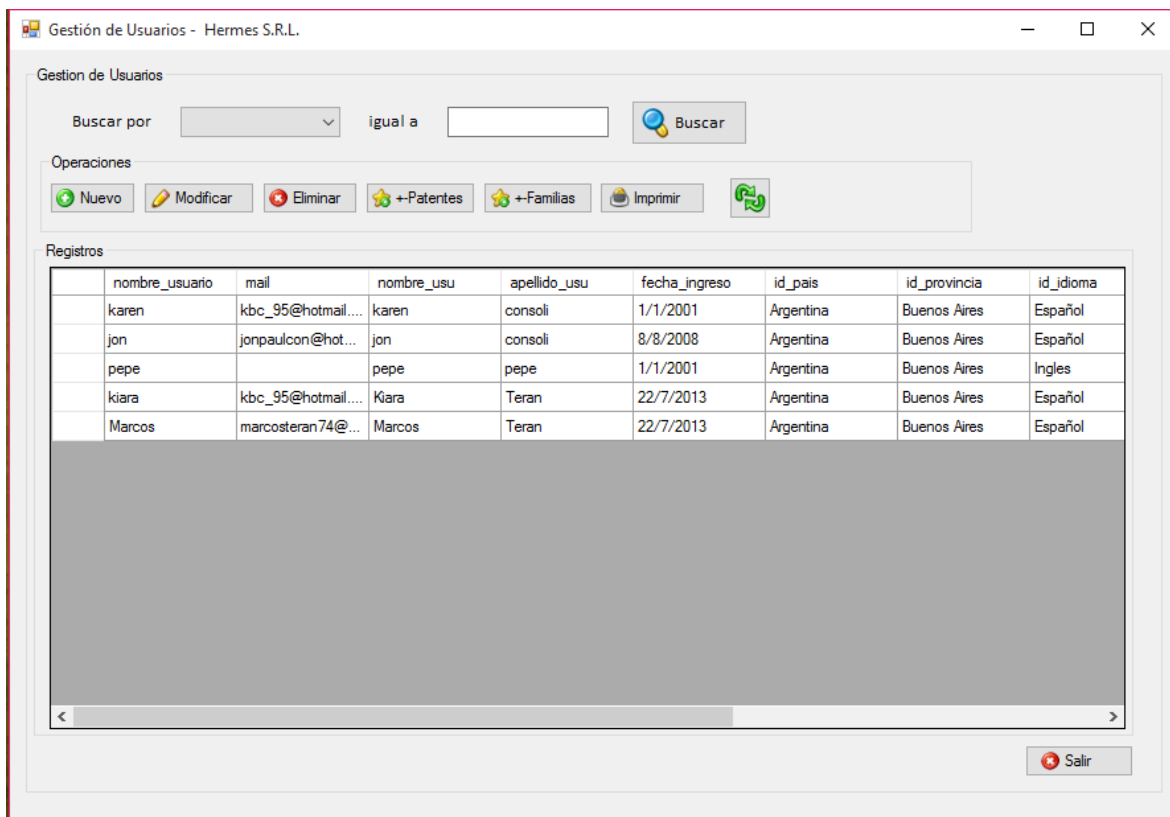 Gestión de Usuarios - Hermes S.R.L.
Gestion de Usuarios
Buscar por igual a Buscar
Operaciones
Nuevo Modificar Eliminar +-Patentes +-Familias Imprimir
Registros
nombre_usuario mail nombre_usu apellido_usu fecha_ingreso id_pais id_provincia id_idioma
karen kbc_95@hotmail.... karen consoli 1/1/2001 Argentina Buenos Aires Español
jon jonpaulcon@hot... jon consoli 8/8/2008 Argentina Buenos Aires Español
pepe pepe pepe 1/1/2001 Argentina Buenos Aires Ingles
kiara kbc_95@hotmail.... Kiara Teran 22/7/2013 Argentina Buenos Aires Español
Marcos marcosteran74@... Marcos Teran 22/7/2013 Argentina Buenos Aires Español
Salir